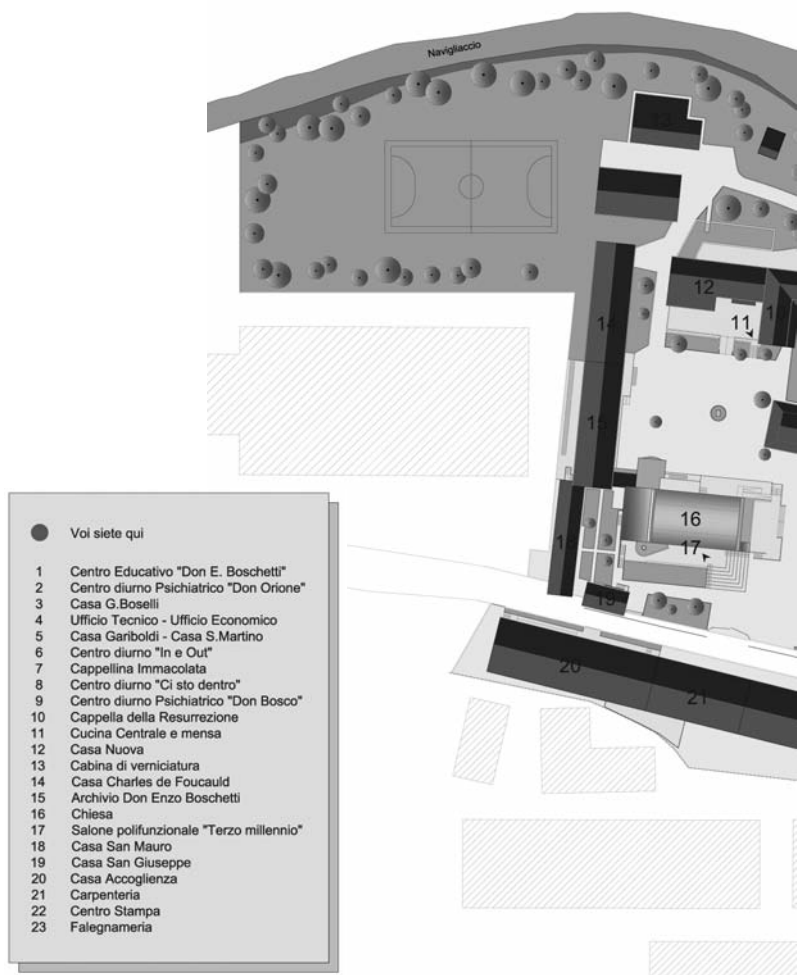 Navigliaccio
13
12
11
1
14
15
16
17
18
19
20
21
Voi siete qui
1 Centro Educativo "Don E. Boschetti"
2 Centro diurno Psichiatrico "Don Orione"
3 Casa G.Boselli
4 Ufficio Tecnico - Ufficio Economico
5 Casa Gariboldi - Casa S.Martino
6 Centro diurno "In e Out"
7 Cappellina Immacolata
8 Centro diurno "Ci sto dentro"
9 Centro diurno Psichiatrico "Don Bosco"
10 Cappella della Resurrezione
11 Cucina Centrale e mensa
12 Casa Nuova
13 Cabina di verniciatura
14 Casa Charles de Foucauld
15 Archivio Don Enzo Boschetti
16 Chiesa
17 Salone polifunzionale "Terzo millennio"
18 Casa San Mauro
19 Casa San Giuseppe
20 Casa Accoglienza
21 Carpenteria
22 Centro Stampa
23 Falegnameria